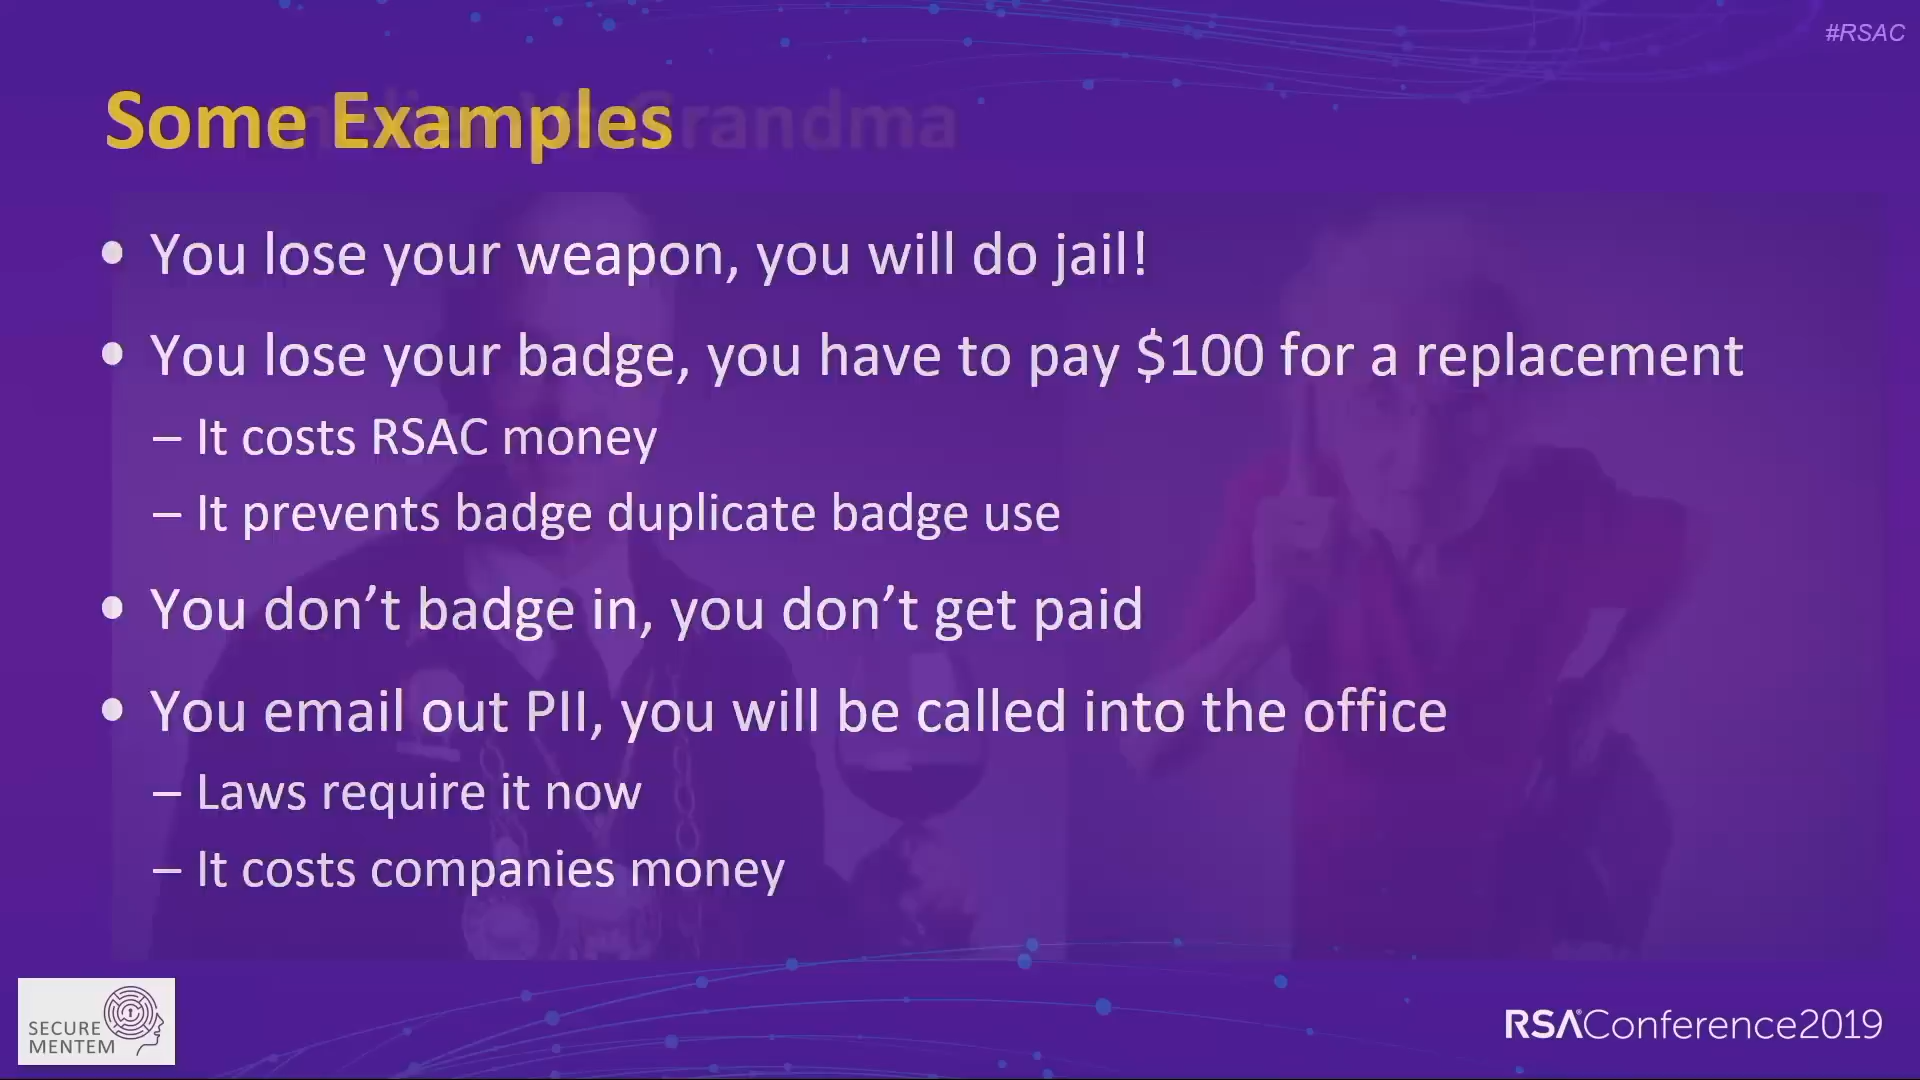 #RSAC
Some Examples
Grandma
• You lose your weapon, you will do jail!
• You lose your badge, you have to pay $100 for a replacement
– It costs RSAC money
– It prevents badge duplicate badge use
• You don’t badge in, you don’t get paid
• You email out PII, you will be called into the office
– Laws require it now
– It costs companies money
SECURE
MENTEM
RSA Conference2019